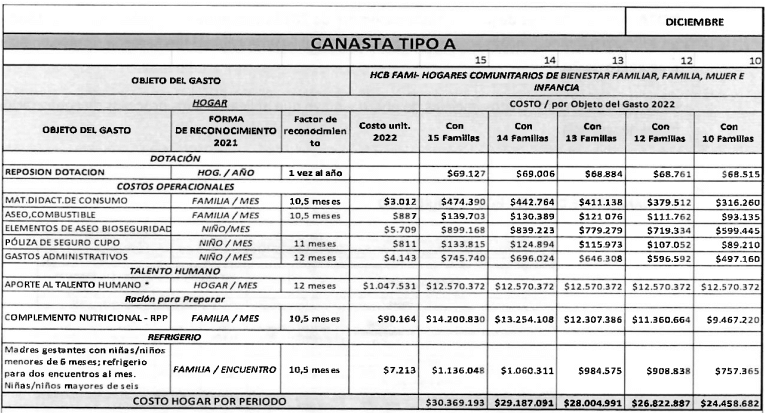 DICIEMBRE
CANASTA TIPO A
15 14 13 12 10
OBJETO DEL GASTO
HCB FAMI- HOGARES COMUNITARIOS DE BIENESTAR FAMILIAR, FAMILIA, MUJER E
INFANCIA
HOGAR
COSTO / por Objeto del Gasto 2022
OBJETO DEL GASTO
FORMA
DE RECONOCIMIENTO
2021
Factor de
reconocimien
to
Costo unit.
2022
Con
15 Familias
Con
14 Familias
Con
13 Familias
Con
12 Familias
Con
10 Familias
DOTACIÓN
REPOSION DOTACION HOG. / AÑO 1 vez al año $69.127 $69.006 $68.884 $68.761 $68.515
COSTOS OPERACIONALES
MAT.DIDACT.DE CONSUMO FAMILIA / MES 10,5 meses $3.012 $474.390 $442.764 $411.138 $379.512 $316.260
ASEO,COMBUSTIBLE FAMILIA / MES 10,5 meses $887 $139.703 $130.389 $121.076 $111.762 $93.135
ELEMENTOS DE ASEO BIOSEGURIDAD NIÑO/MES $5.709 $899.168 $839.223 $779.279 $719.334 $599.445
PÓLIZA DE SEGURO CUPO NIÑO / MES 11 meses $811 $133.815 $124.894 $115.973 $107.052 $89.210
GASTOS ADMINISTRATIVOS NIÑO / MES 12 meses $4.143 $745.740 $696.024 $646.308 $596.592 $497.160
TALENTO HUMANO
APORTE AL TALENTO HUMANO * HOGAR / MES 12 meses $1.047.531 $12.570.372 $12.570.372 $12.570.372 $12.570.372 $12.570.372
Ración para Preparar
COMPLEMENTO NUTRICIONAL - RPP FAMILIA / MES 10,5 meses $90.164 $14.200.830 $13.254.108 $12.307.386 $11.360.664 $9.467.220
REFRIGERIO
Madres gestantes con niñas/niños
menores de 6 meses; refrigerio
para dos encuentros al mes.
Niñas/niños mayores de seis
FAMILIA / ENCUENTRO 10,5 meses $7.213 $1.136.048 $1.060.311 $984.575 $908.838 $757.365
COSTO HOGAR POR PERIODO $30.369.193 $29.187.091 $28.004.991 $26.822.887 $24.458.682